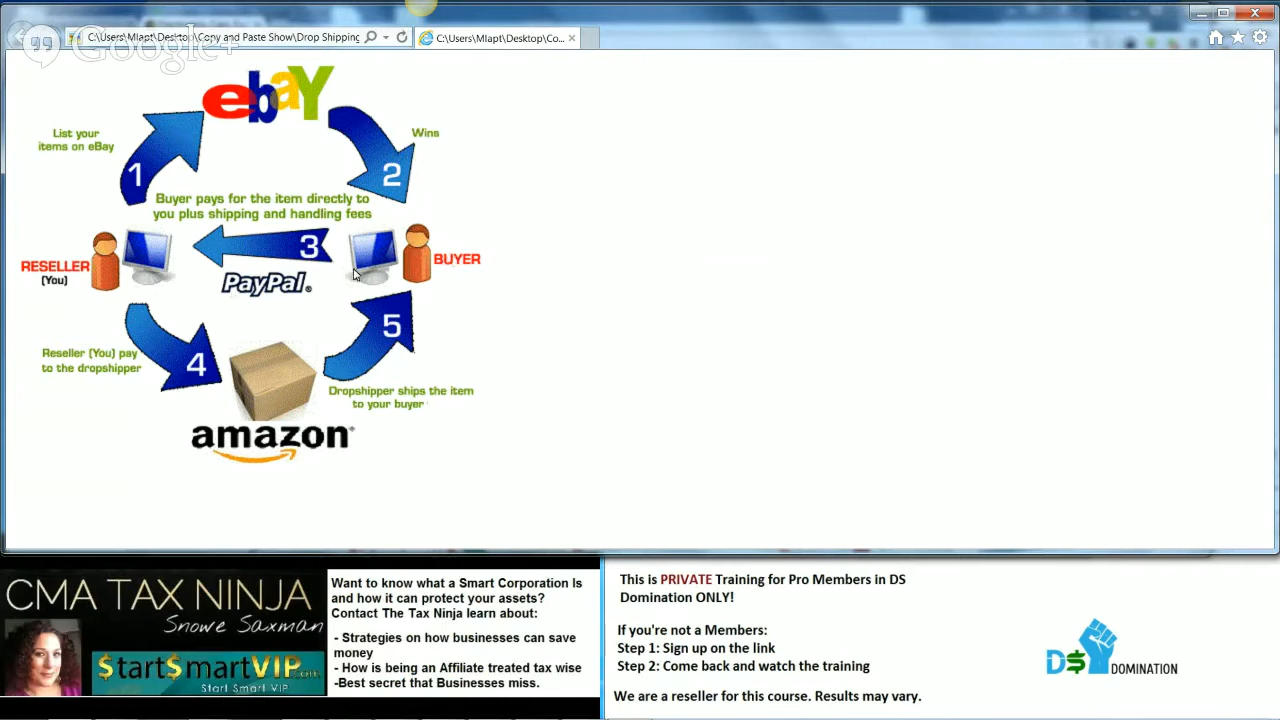 Google+
C:\Users\Mlapt\Desktop\Copy and Paste Show\Drop Shipping
C:\Users\Mlapt\Desktop\Co...
ebaY
List your
items on eBay
Wins
1
2
Buyer pays for the item directly to
you plus shipping and handling fees
3
RESELLER
(You)
BUYER
PayPal®
4
5
Reseller (You) pay
to the dropshipper
Dropshipper ships the item
to your buyer
amazon®
CMA TAX NINJA
Snowe Saxman
$tart$martVIP.com
Start Smart VIP
Want to know what a Smart Corporation Is
and how it can protect your assets?
Contact The Tax Ninja learn about:
- Strategies on how businesses can save
money
- How is being an Affiliate treated tax wise
-Best secret that Businesses miss.
This is PRIVATE Training for Pro Members in DS
Domination ONLY!
If you're not a Members:
Step 1: Sign up on the link
Step 2: Come back and watch the training
We are a reseller for this course. Results may vary.
D$ DOMINATION